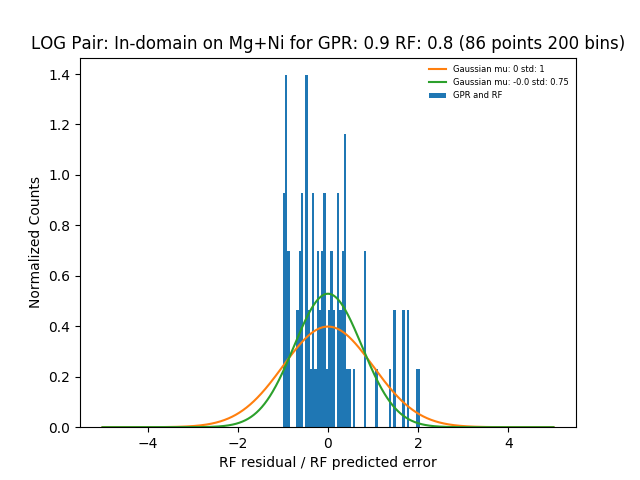 LOG Pair: In-domain on Mg+Ni for GPR: 0.9 RF: 0.8 (86 points 200 bins)
Gaussian mu: 0 std: 1
Gaussian mu: -0.0 std: 0.75
GPR and RF
Normalized Counts
1.4
1.2
1.0
0.8
0.6
0.4
0.2
0.0
−4 −2 0 2 4
RF residual / RF predicted error